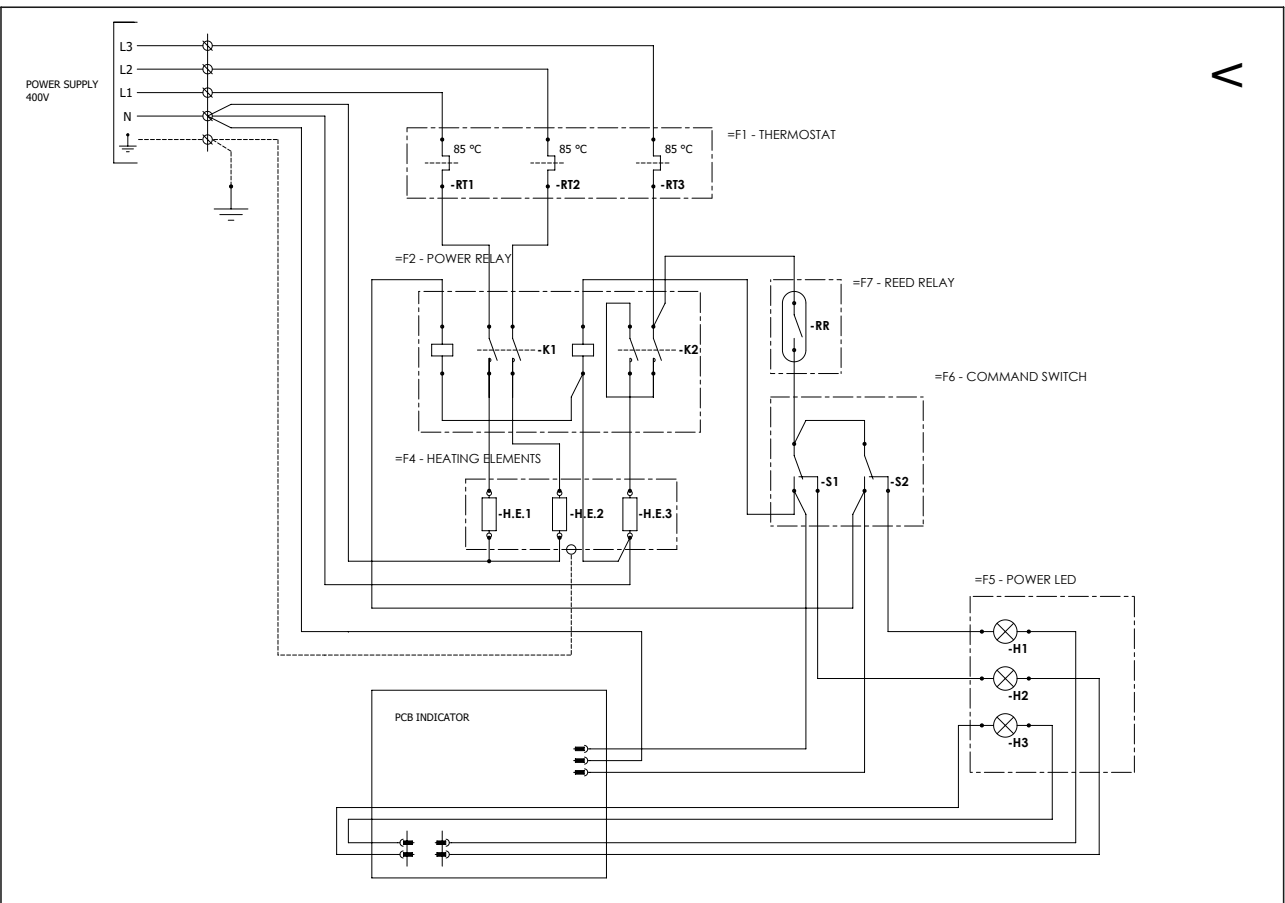 L3
L2
POWER SUPPLY
400V
L1
N
<
=F1 - THERMOSTAT
85 °C
85 °C
85 °C
-RT1
-RT2
-RT3
=F2 - POWER RELAY
=F7 - REED RELAY
-RR
-K1
-K2
=F6 - COMMAND SWITCH
=F4 - HEATING ELEMENTS
-S1
-S2
-H.E.1
-H.E.2
-H.E.3
=F5 - POWER LED
-H1
-H2
-H3
PCB INDICATOR